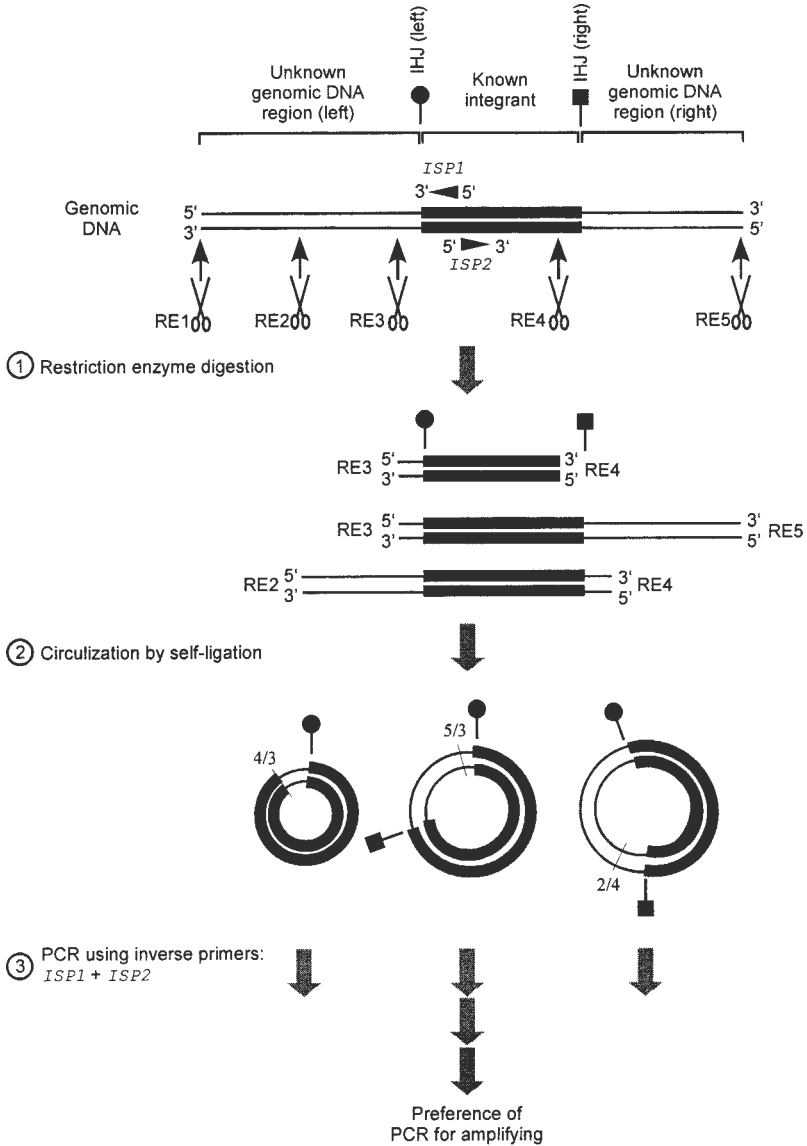 IHJ (left)
IHJ (right)
Unknown
genomic DNA
region (left)
Known
integrant
Unknown
genomic DNA
region (right)
ISP1
3‘ 5‘
Genomic
DNA
5‘ 3‘
3‘ 5‘
5‘ 3‘
ISP2
RE1 RE2 RE3 RE4 RE5
1 Restriction enzyme digestion
RE3 5‘ 3‘ RE4
3’ 5‘
RE3 5‘ 3‘ RE5
3’ 5‘
RE2 5‘ 3‘ RE4
3’ 5‘
2 Circulization by self-ligation
4/3
5/3
2/4
3 PCR using inverse primers:
ISP1 + ISP2
Preference of
PCR for amplifying